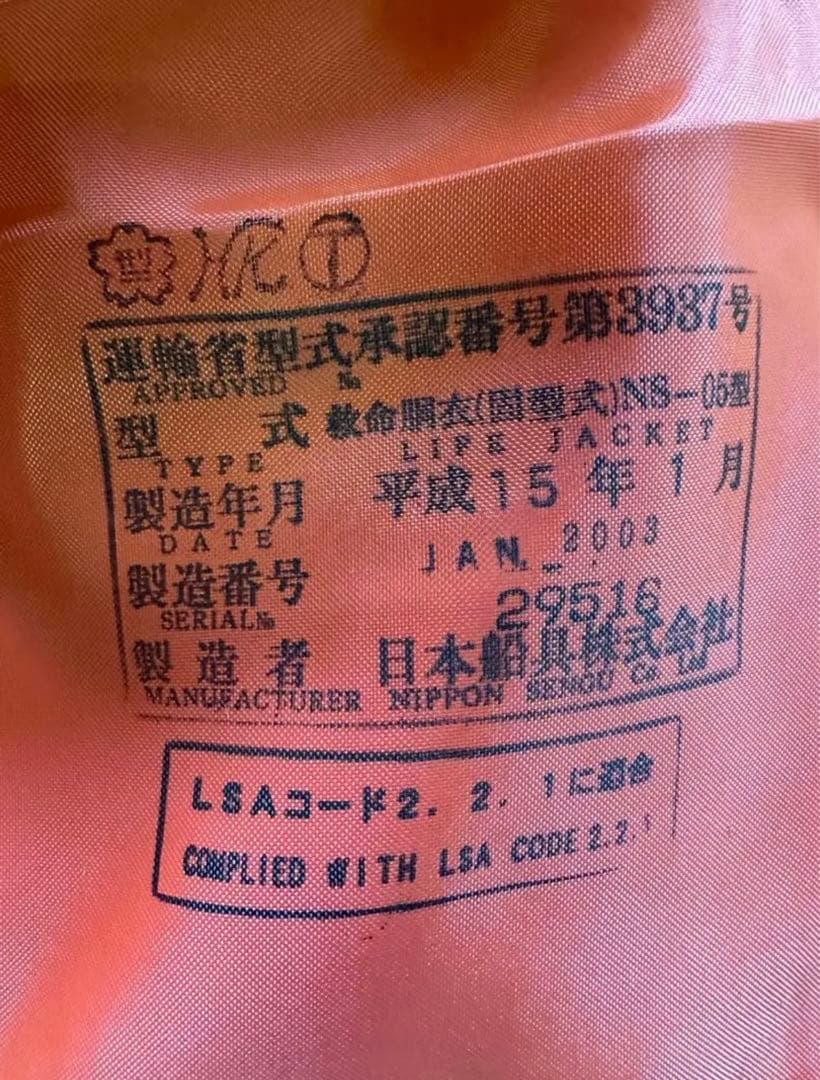 型 HK T
運輸省型式承認番号第3937号
APPROVED №
型式 救命胴衣(固型式)NS-05型
TYPE LIFE JACKET
製造年月 平成15年1月
DATE JAN. 2003
製造番号 29516
SERIAL№
製造者 日本船具株式会社
MANUFACTURER NIPPON SENGU Co Ltd
LSAコード2.2.1に適合
COMPLIED WITH LSA CODE 2.2.1